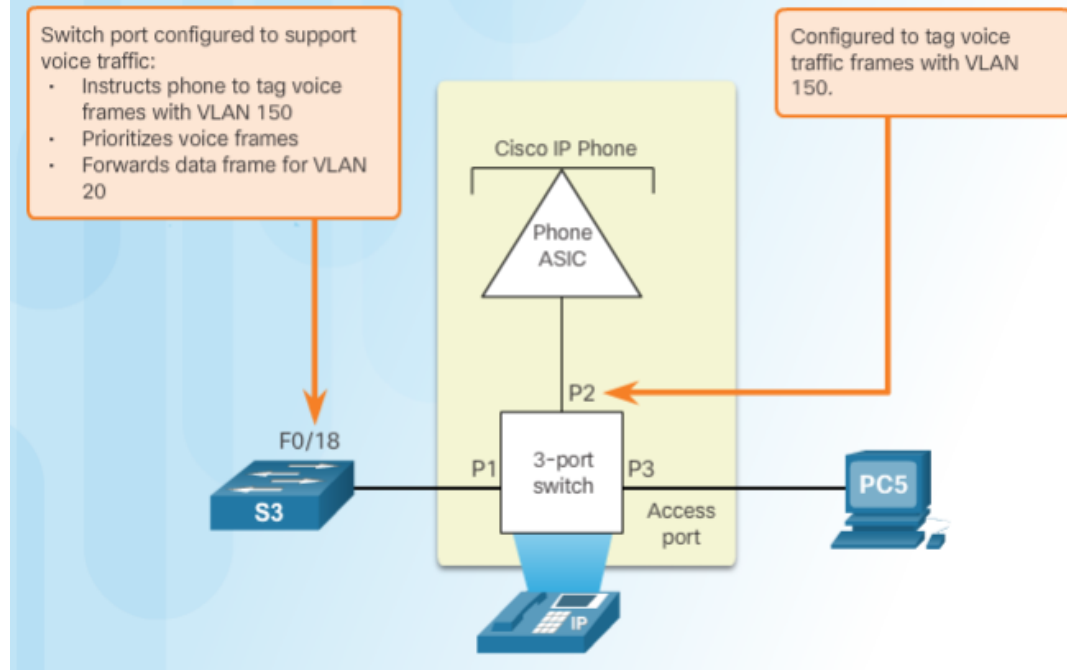 Switch port configured to support
voice traffic:
• Instructs phone to tag voice
frames with VLAN 150
• Prioritizes voice frames
• Forwards data frame for VLAN
20
Configured to tag voice
traffic frames with VLAN
150.
Cisco IP Phone
Phone
ASIC
P2
F0/18
P1
3-port
switch
P3
S3
Access
port
PC5
IP